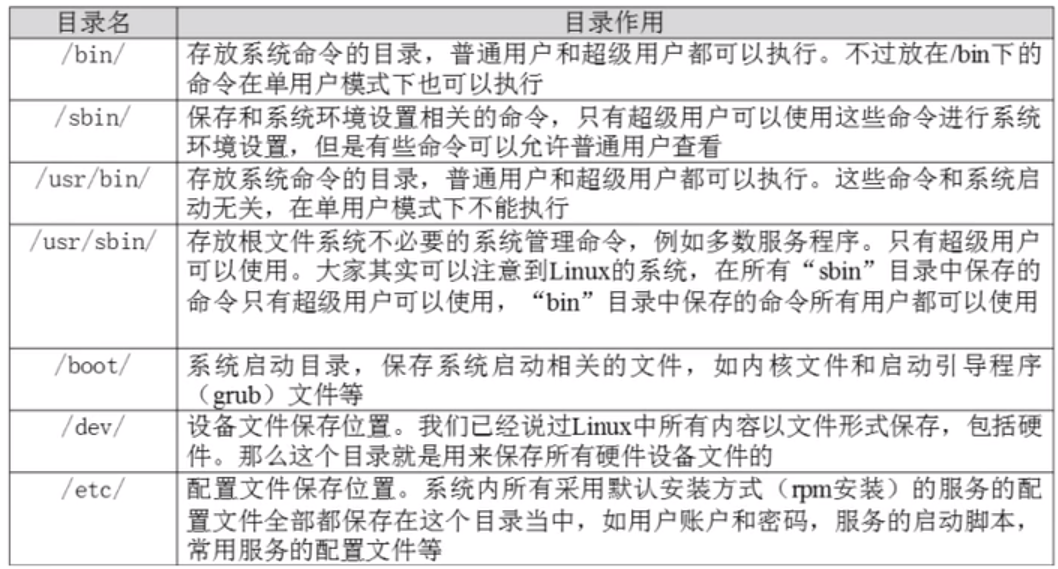 目录名 目录作用
/bin/ 存放系统命令的目录，普通用户和超级用户都可以执行。不过放在/bin下的
命令在单用户模式下也可以执行
/sbin/ 保存和系统环境设置相关的命令，只有超级用户可以使用这些命令进行系统
环境设置，但是有些命令可以允许普通用户查看
/usr/bin/ 存放系统命令的目录，普通用户和超级用户都可以执行。这些命令和系统启
动无关，在单用户模式下不能执行
/usr/sbin/ 存放根文件系统不必要的系统管理命令，例如多数服务程序。只有超级用户
可以使用。大家其实可以注意到Linux的系统，在所有“sbin”目录中保存的
命令只有超级用户可以使用，“bin”目录中保存的命令所有用户都可以使用
/boot/ 系统启动目录，保存系统启动相关的文件，如内核文件和启动引导程序
（grub）文件等
/dev/ 设备文件保存位置。我们已经说过Linux中所有内容以文件形式保存，包括硬
件。那么这个目录就是用来保存所有硬件设备文件的
/etc/ 配置文件保存位置。系统内所有采用默认安装方式（rpm安装）的服务的配
置文件全部都保存在这个目录当中，如用户账户和密码，服务的启动脚本，
常用服务的配置文件等